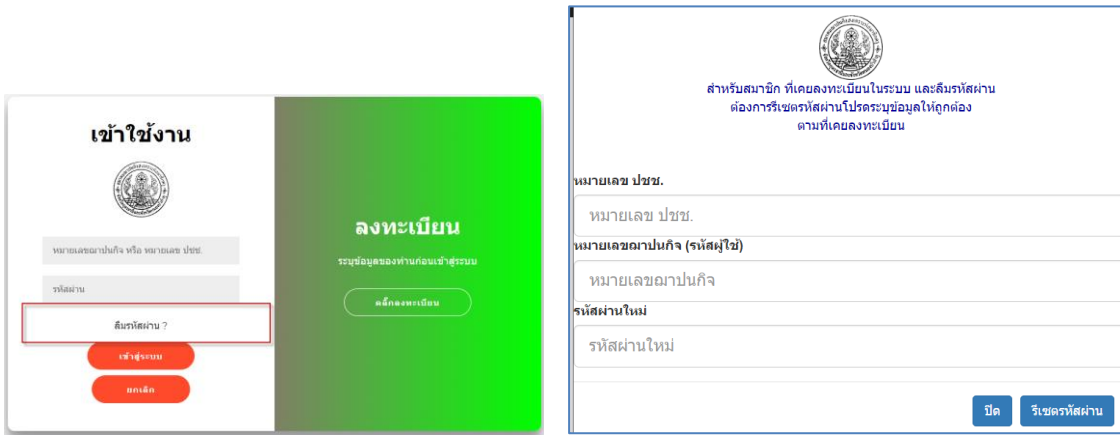 เข้าใช้งาน
หมายเลขฌาปนกิจ หรือ หมายเลข ปชช.
รหัสผ่าน
ลืมรหัสผ่าน ?
เข้าสู่ระบบ
ยกเลิก
ลงทะเบียน
ระบุข้อมูลของท่านก่อนเข้าสู่ระบบ
คลิ๊กลงทะเบียน
สำหรับสมาชิก ที่เคยลงทะเบียนในระบบ และลืมรหัสผ่าน
ต้องการรีเซตรหัสผ่านโปรดระบุข้อมูลให้ถูกต้อง
ตามที่เคยลงทะเบียน
หมายเลข ปชช.
หมายเลข ปชช.
หมายเลขฌาปนกิจ (รหัสผู้ใช้)
หมายเลขฌาปนกิจ
รหัสผ่านใหม่
รหัสผ่านใหม่
ปิด
รีเซตรหัสผ่าน